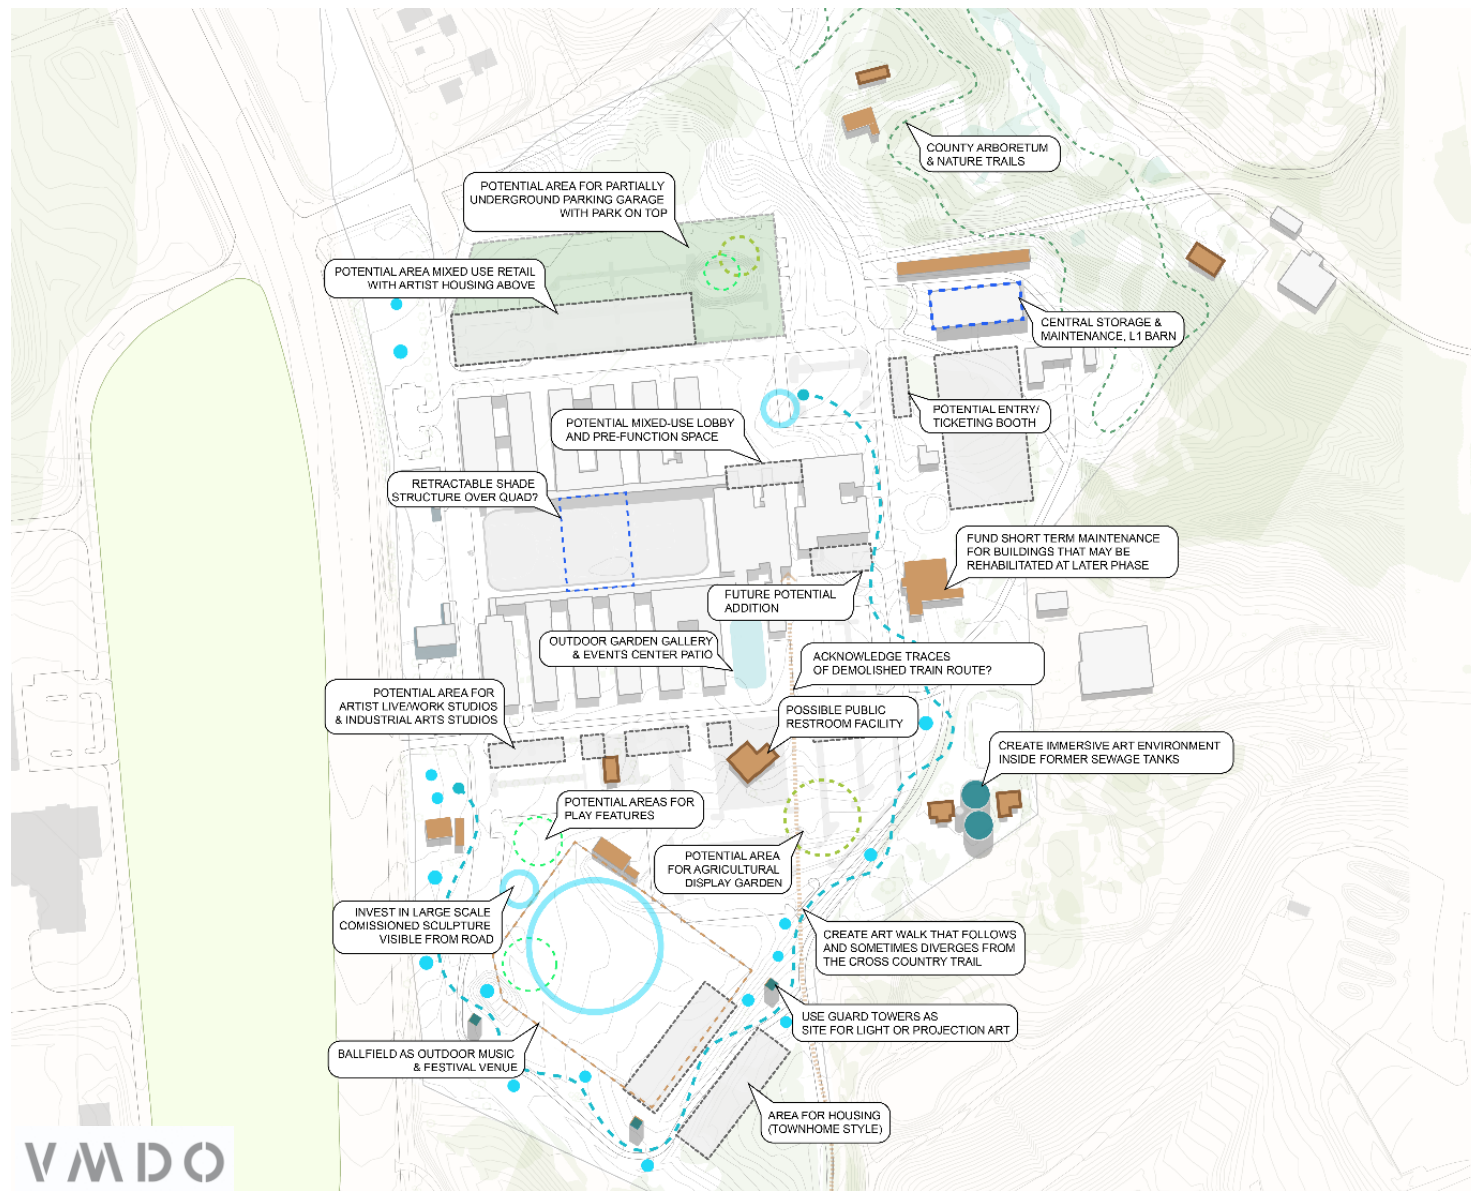 COUNTY ARBORETUM
& NATURE TRAILS
POTENTIAL AREA FOR PARTIALLY
UNDERGROUND PARKING GARAGE
WITH PARK ON TOP
POTENTIAL AREA MIXED USE RETAIL
WITH ARTIST HOUSING ABOVE
CENTRAL STORAGE &
MAINTENANCE, L1 BARN
POTENTIAL ENTRY/
TICKETING BOOTH
POTENTIAL MIXED-USE LOBBY
AND PRE-FUNCTION SPACE
RETRACTABLE SHADE
STRUCTURE OVER QUAD?
FUND SHORT TERM MAINTENANCE
FOR BUILDINGS THAT MAY BE
REHABILITATED AT LATER PHASE
FUTURE POTENTIAL
ADDITION
OUTDOOR GARDEN GALLERY
& EVENTS CENTER PATIO
ACKNOWLEDGE TRACES
OF DEMOLISHED TRAIN ROUTE?
POTENTIAL AREA FOR
ARTIST LIVE/WORK STUDIOS
& INDUSTRIAL ARTS STUDIOS
POSSIBLE PUBLIC
RESTROOM FACILITY
CREATE IMMERSIVE ART ENVIRONMENT
INSIDE FORMER SEWAGE TANKS
POTENTIAL AREAS FOR
PLAY FEATURES
POTENTIAL AREA
FOR AGRICULTURAL
DISPLAY GARDEN
INVEST IN LARGE SCALE
COMISSIONED SCULPTURE
VISIBLE FROM ROAD
CREATE ART WALK THAT FOLLOWS
AND SOMETIMES DIVERGES FROM
THE CROSS COUNTRY TRAIL
USE GUARD TOWERS AS
SITE FOR LIGHT OR PROJECTION ART
BALLFIELD AS OUTDOOR MUSIC
& FESTIVAL VENUE
AREA FOR HOUSING
(TOWNHOME STYLE)
VMDO